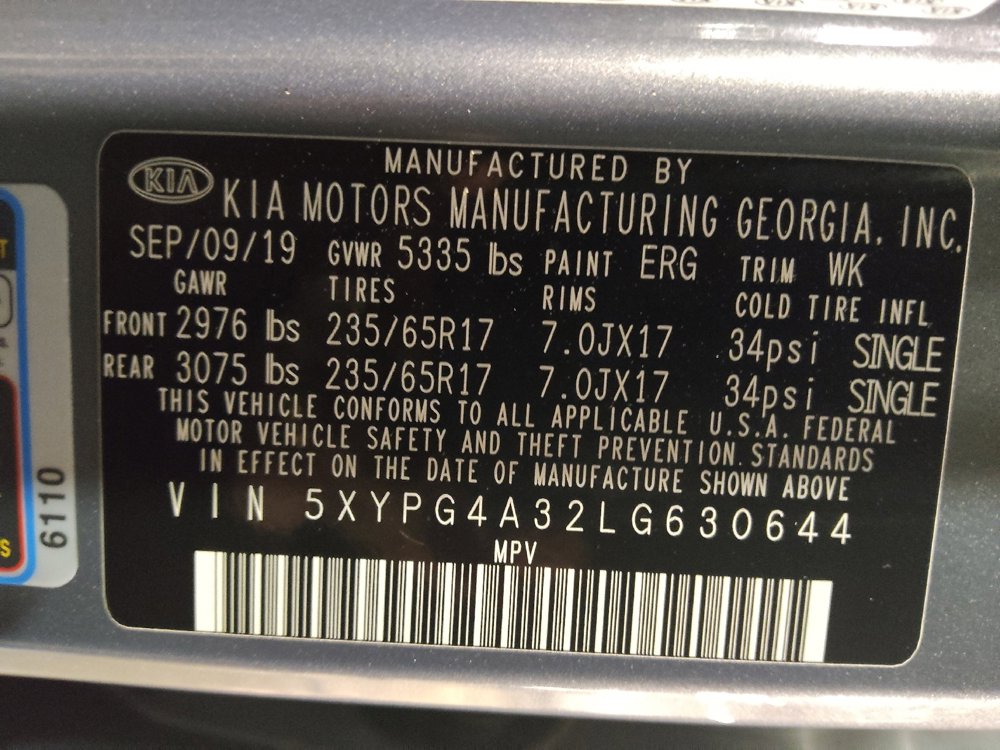 MANUFACTURED BY
KIA KIA MOTORS MANUFACTURING GEORGIA, INC.
SEP/09/19 GVWR 5335 lbs PAINT ERG TRIM WK
GAWR TIRES RIMS COLD TIRE INFL
FRONT 2976 lbs 235/65R17 7.0JX17 34psi SINGLE
REAR 3075 lbs 235/65R17 7.0JX17 34psi SINGLE
THIS VEHICLE CONFORMS TO ALL APPLICABLE U.S.A. FEDERAL
MOTOR VEHICLE SAFETY AND THEFT PREVENTION STANDARDS
IN EFFECT ON THE DATE OF MANUFACTURE SHOWN ABOVE
VIN 5XYPG4A32LG630644
MPV
6110